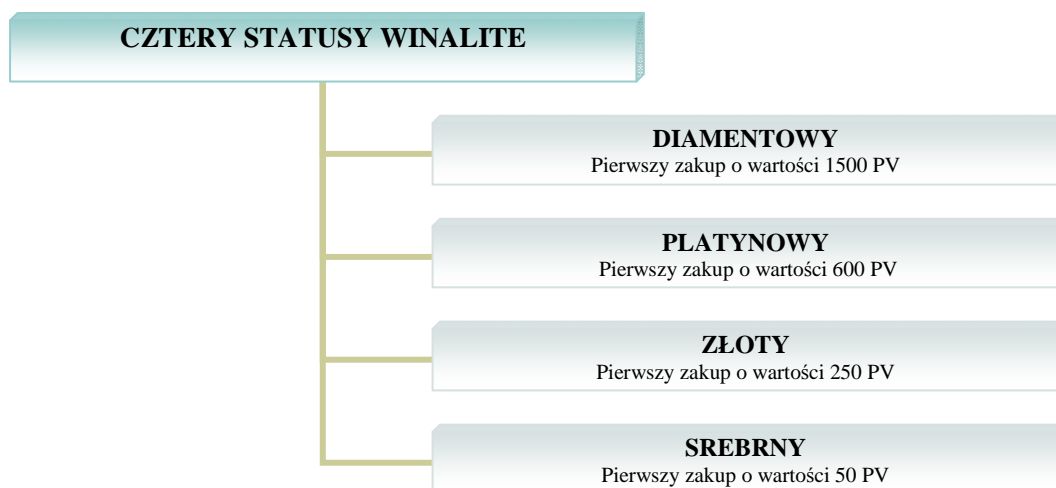 CZTERY STATUSY WINALITE
DIAMENTOWY
Pierwszy zakup o wartości 1500 PV
PLATYNOWY
Pierwszy zakup o wartości 600 PV
ZŁOTY
Pierwszy zakup o wartości 250 PV
SREBRNY
Pierwszy zakup o wartości 50 PV